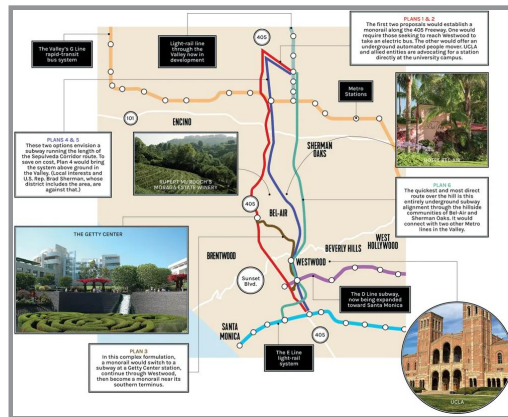 PLANS 1 & 2
The first two proposals would establish a
monorail along the 405 Freeway. One would
require those seeking to reach Westwood to
take an electric bus. The other would offer an
underground automated people mover. UCLA
and allied entities are advocating for a station
directly at the university campus.
The Valley's G Line
rapid-transit
bus system
Light-rail line
through the
Valley now in
development
405
Metro
Stations
101
ENCINO
SHERMAN
OAKS
PLANS 4 & 5
These two options envision a
subway running the length of
the Sepulveda Corridor route. To
save on cost, Plan 4 would bring
the system above ground in
the Valley. (Local interests and
U.S. Rep. Brad Sherman, whose
district includes the area, are
against that.)
RUPERT MURDOCH'S
MORAGA ESTATE WINERY
HOTEL BEL-AIR
PLAN 6
The quickest and most direct
route over the hill is this
entirely underground subway
alignment through the hillside
communities of Bel-Air and
Sherman Oaks. It would
connect with two other Metro
lines in the Valley.
405
BEL-AIR
THE GETTY CENTER
BRENTWOOD
BEVERLY HILLS
WEST
HOLLYWOOD
WESTWOOD
Sunset
Blvd.
The D Line subway,
now being expanded
toward Santa Monica
SANTA
MONICA
405
PLAN 3
In this complex formulation,
a monorail would switch to a
subway at a Getty Center station,
continue through Westwood,
then become a monorail near its
southern terminus.
The E Line
light-rail
system
UCLA